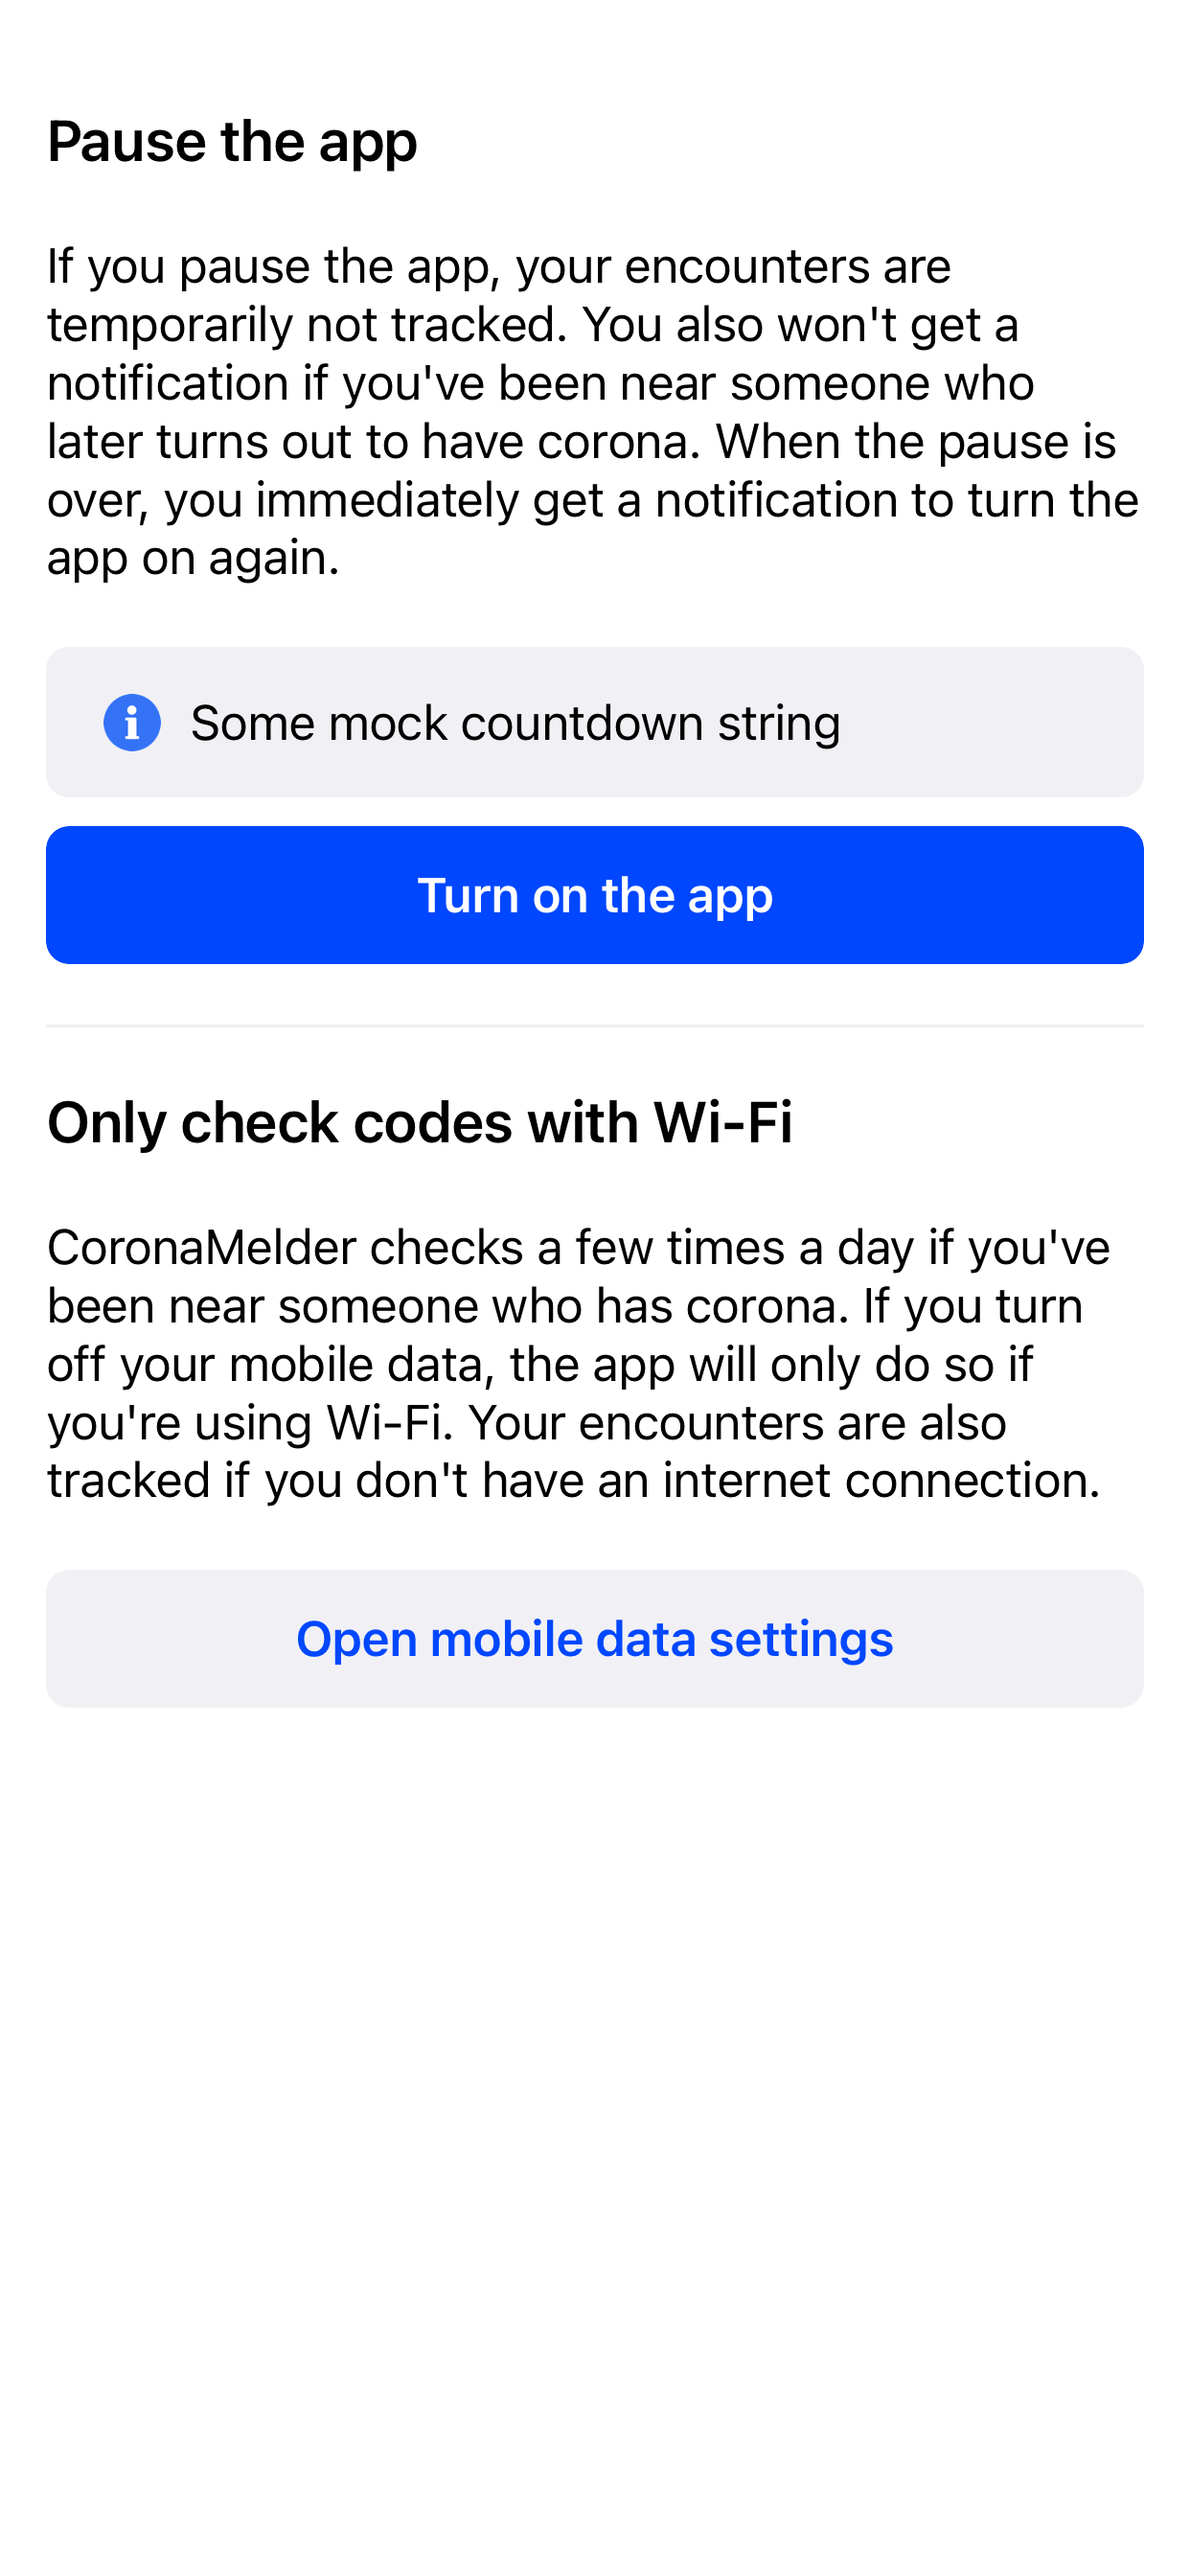 Pause the app
If you pause the app, your encounters are
temporarily not tracked. You also won't get a
notification if you've been near someone who
later turns out to have corona. When the pause is
over, you immediately get a notification to turn the
app on again.
Some mock countdown string
Turn on the app
Only check codes with Wi-Fi
CoronaMelder checks a few times a day if you've
been near someone who has corona. If you turn
off your mobile data, the app will only do so if
you're using Wi-Fi. Your encounters are also
tracked if you don't have an internet connection.
Open mobile data settings